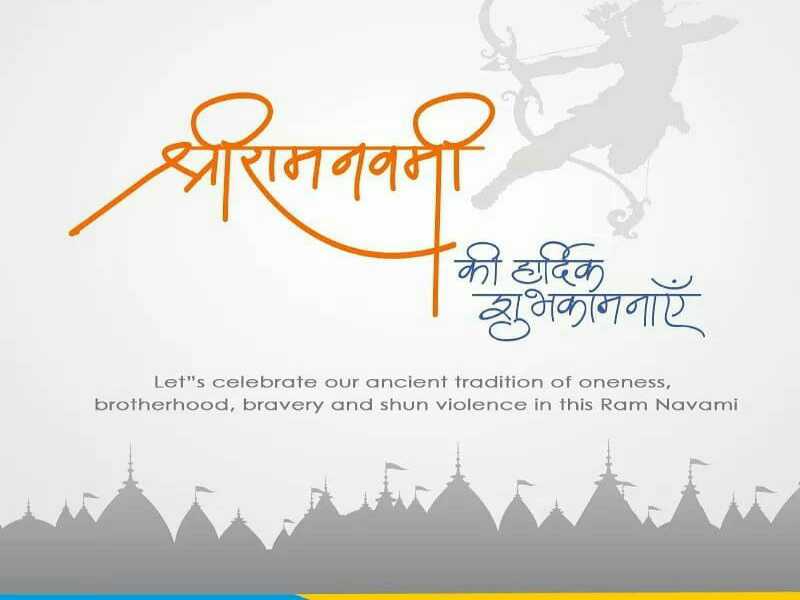 श्रीरामनवमी
की हार्दिक
शुभकामनाएँ
Let"s celebrate our ancient tradition of oneness,
brotherhood, bravery and shun violence in this Ram Navami